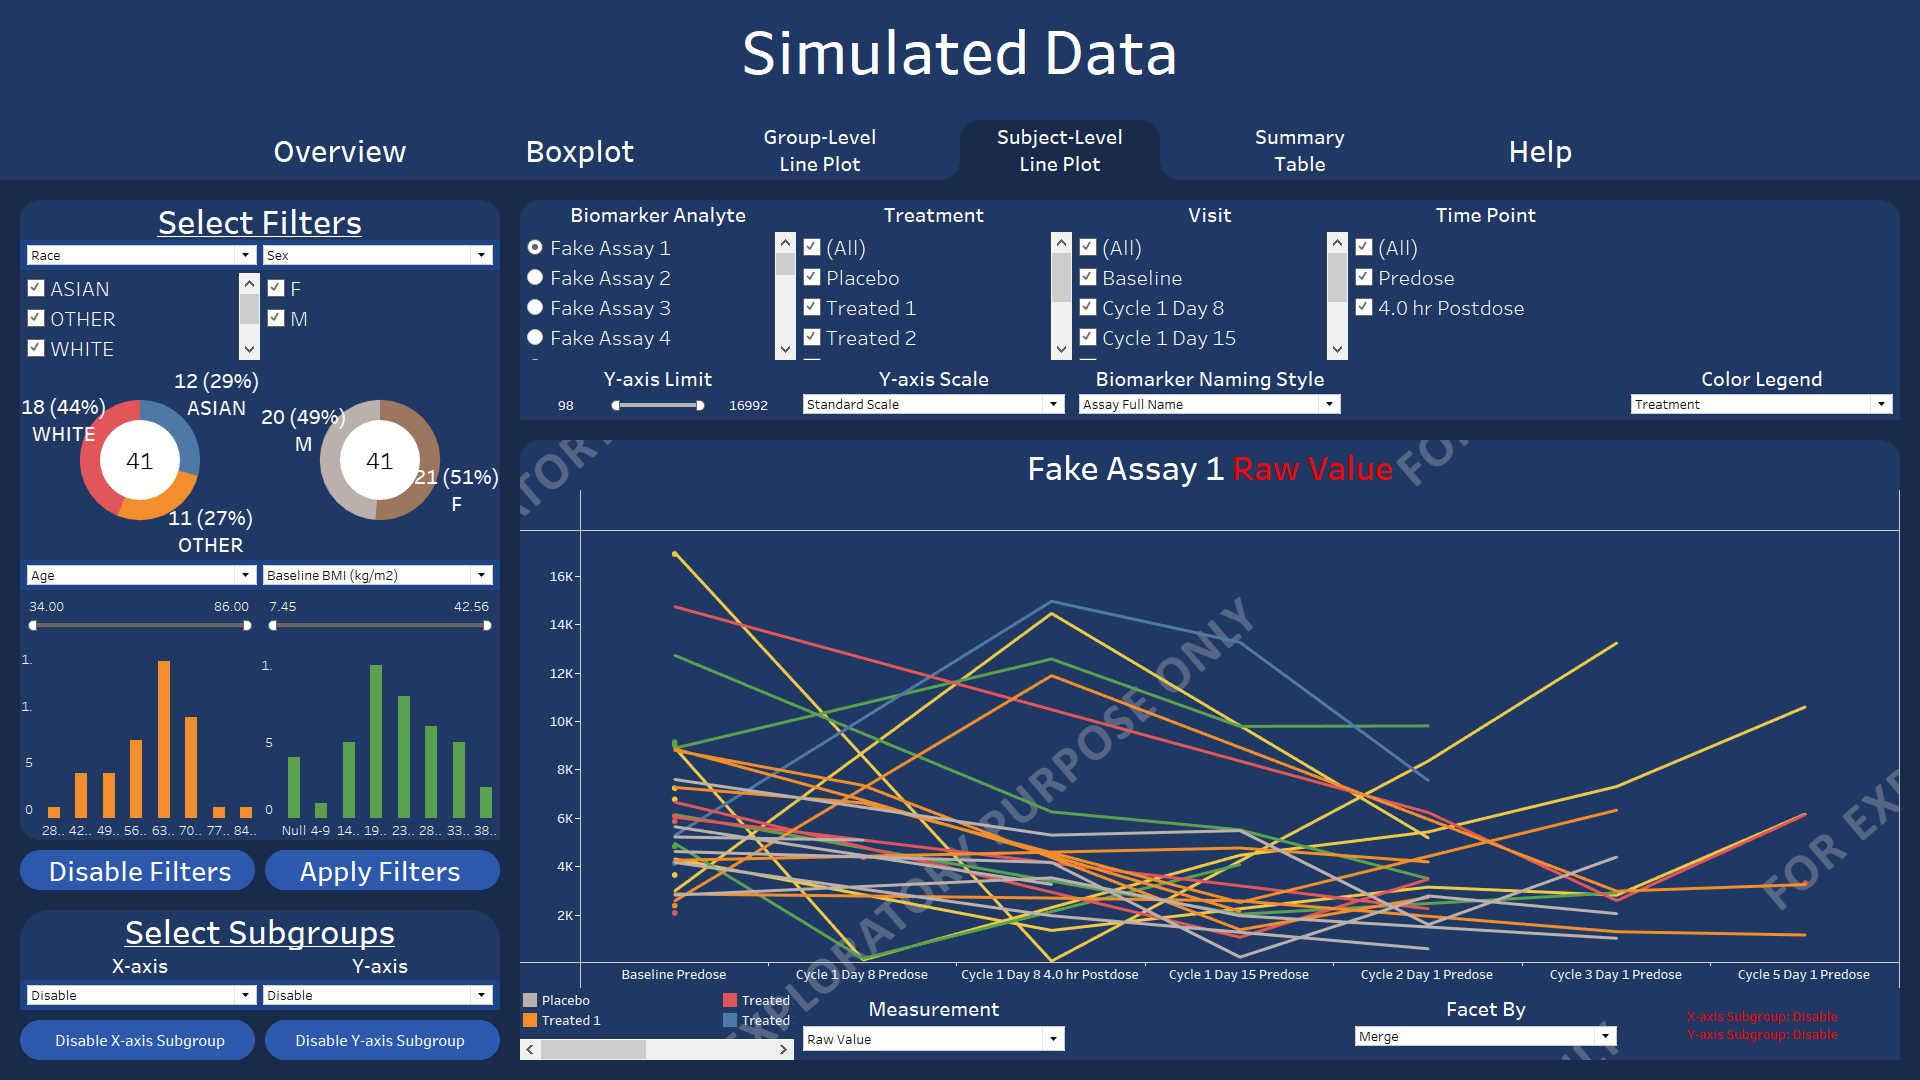 Simulated Data
Overview
Boxplot
Group-Level
Line Plot
Subject-Level
Line Plot
Summary
Table
Help
Select Filters
Race
Sex
ASIAN
OTHER
WHITE
F
M
12 (29%)
ASIAN
18 (44%)
WHITE
41
11 (27%)
OTHER
20 (49%)
M
41
21 (51%)
F
Age
Baseline BMI (kg/m2)
34.00
86.00
7.45
42.56
1.
1.
5
0
28.. 42.. 49.. 56.. 63.. 70.. 77.. 84..
1.
5
0
Null 4-9 14.. 19.. 23.. 28.. 33.. 38..
Disable Filters
Apply Filters
Select Subgroups
X-axis
Y-axis
Disable
Disable
Disable X-axis Subgroup
Disable Y-axis Subgroup
Biomarker Analyte
Fake Assay 1
Fake Assay 2
Fake Assay 3
Fake Assay 4
Treatment
(All)
Placebo
Treated 1
Treated 2
Visit
(All)
Baseline
Cycle 1 Day 8
Cycle 1 Day 15
Time Point
(All)
Predose
4.0 hr Postdose
Y-axis Limit
98
16992
Y-axis Scale
Standard Scale
Biomarker Naming Style
Assay Full Name
Color Legend
Treatment
Fake Assay 1 Raw Value
16K
14K
12K
10K
8K
6K
4K
2K
Baseline Predose
Cycle 1 Day 8 Predose
Cycle 1 Day 8 4.0 hr Postdose
Cycle 1 Day 15 Predose
Cycle 2 Day 1 Predose
Cycle 3 Day 1 Predose
Cycle 5 Day 1 Predose
EXPLORATORY PURPOSE ONLY
FOR EXP
FO
TOR
Placebo
Treated
Treated 1
Treated
Measurement
Raw Value
Facet By
Merge
X-axis Subgroup: Disable
Y-axis Subgroup: Disable